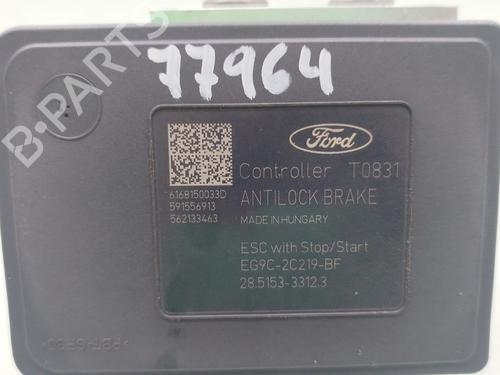 77964
B-PARTS
Ford
Controller T0831
ANTILOCK BRAKE
MADE IN HUNGARY
6168150033D
591556913
562133463
ESC with Stop/Start
EG9C-2C219-BF
28.5153-3312.3